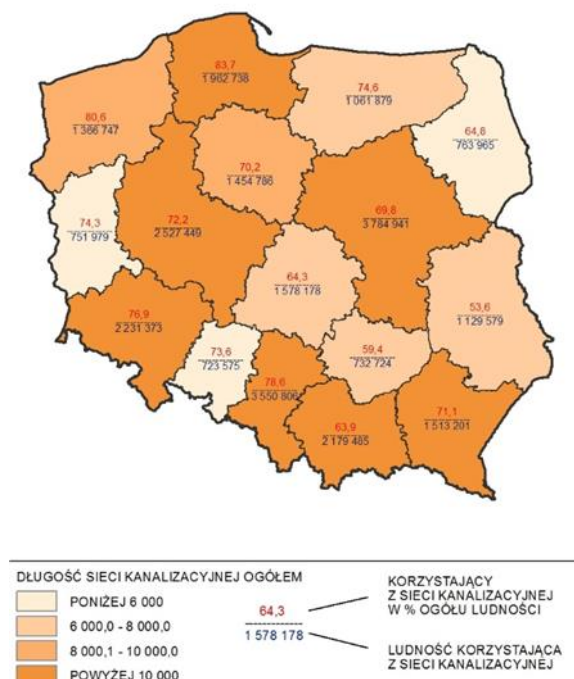 83,7
1 962 738
74,6
1 061 879
80,6
1 366 747
64,8
763 965
70,2
1 454 786
69,8
3 784 941
74,3
751 979
72,2
2 527 449
64,3
1 578 178
53,6
1 129 579
76,9
2 231 373
73,6
723 575
59,4
732 724
78,6
3 550 806
63,9
2 179 485
71,1
1 513 201
DŁUGOŚĆ SIECI KANALIZACYJNEJ OGÓŁEM
PONIŻEJ 6 000
6 000,0 - 8 000,0
8 000,1 - 10 000,0
POWYŻEJ 10 000
64,3
1 578 178
KORZYSTAJĄCY
Z SIECI KANALIZACYJNEJ
W % OGÓŁU LUDNOŚCI
LUDNOŚĆ KORZYSTAJĄCA
Z SIECI KANALIZACYJNEJ